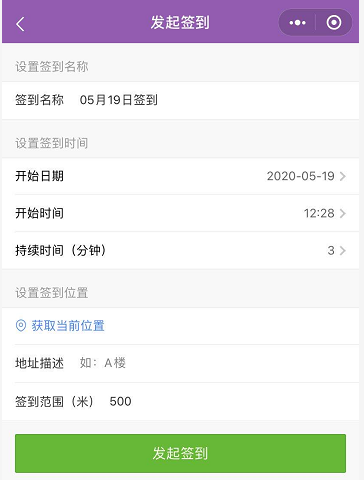 发起签到
设置签到名称
签到名称 05月19日签到
设置签到时间
开始日期 2020-05-19
开始时间 12:28
持续时间（分钟） 3
设置签到位置
获取当前位置
地址描述 如：A楼
签到范围（米） 500
发起签到